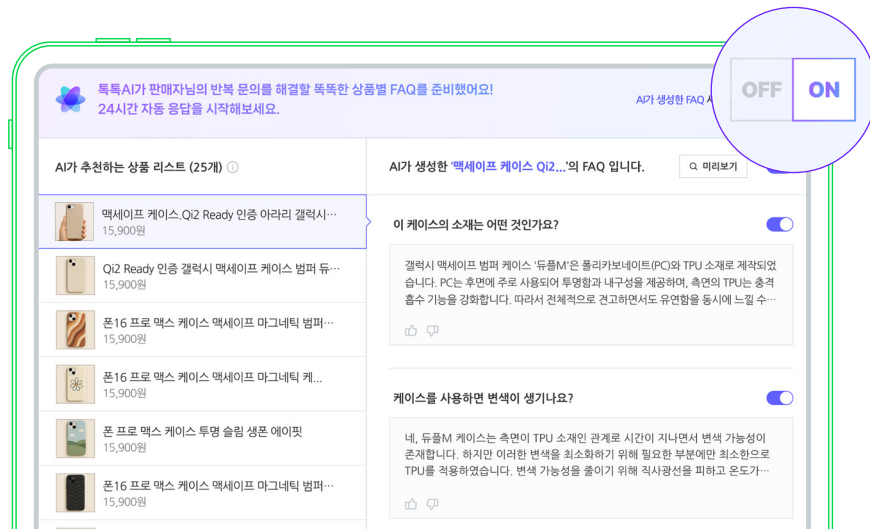 톡톡AI가 판매자님의 반복 문의를 해결할 똑똑한 상품별 FAQ를 준비했어요!
24시간 자동 응답을 시작해보세요.
AI가 생성한 FAQ
OFF
ON
AI가 추천하는 상품 리스트 (25개)
AI가 생성한 '맥세이프 케이스 Qi2...'의 FAQ 입니다.
미리보기
맥세이프 케이스,Qi2 Ready 인증 아라리 갤럭시…
15,900원
Qi2 Ready 인증 갤럭시 맥세이프 케이스 범퍼 듀…
15,900원
폰16 프로 맥스 케이스 맥세이프 마그네틱 범퍼…
15,900원
폰16 프로 맥스 케이스 맥세이프 마그네틱 케...
15,900원
폰 프로 맥스 케이스 투명 슬림 생폰 에이핏
15,900원
폰16 프로 맥스 케이스 맥세이프 마그네틱 범퍼…
15,900원
이 케이스의 소재는 어떤 것인가요?
갤럭시 맥세이프 범퍼 케이스 '듀플M'은 폴리카보네이트(PC)와 TPU 소재로 제작되었
습니다. PC는 후면에 주로 사용되어 투명함과 내구성을 제공하며, 측면의 TPU는 충격
흡수 기능을 강화합니다. 따라서 전체적으로 견고하면서도 유연함을 동시에 느낄 수…
케이스를 사용하면 변색이 생기나요?
네, 듀플M 케이스는 측면이 TPU 소재인 관계로 시간이 지나면서 변색 가능성이
존재합니다. 하지만 이러한 변색을 최소화하기 위해 필요한 부분에만 최소한으로
TPU를 적용하였습니다. 변색 가능성을 줄이기 위해 직사광선을 피하고 온도가…